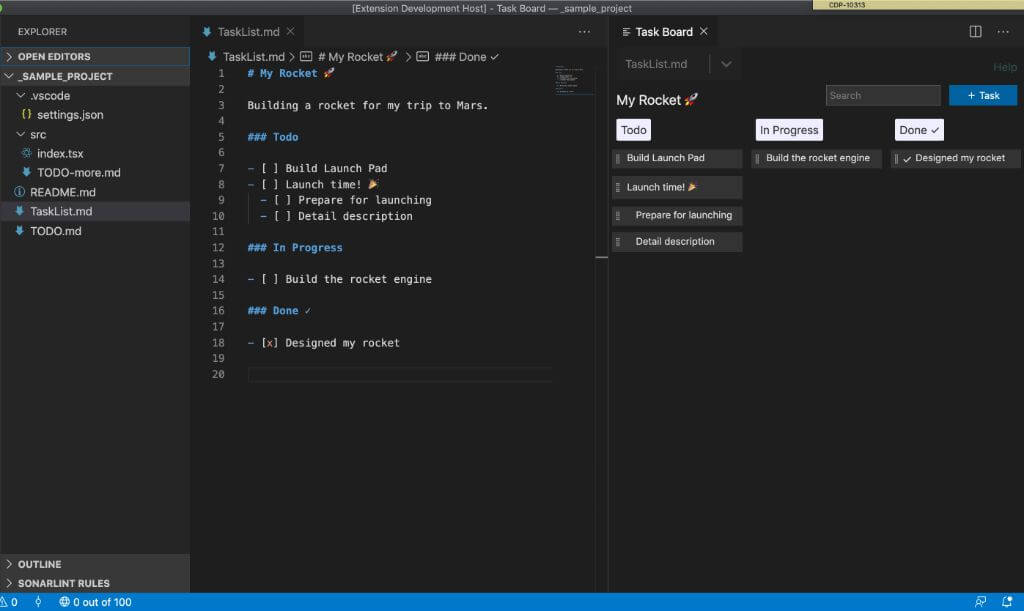 [Extension Development Host] - Task Board — _sample_project
CDP-10313
EXPLORER
OPEN EDITORS
_SAMPLE_PROJECT
.vscode
{} settings.json
src
index.tsx
TODO-more.md
README.md
TaskList.md
TODO.md
OUTLINE
SONARLINT RULES
TaskList.md
TaskList.md > # My Rocket 🚀 > ### Done ✓
1 # My Rocket 🚀
2
3 Building a rocket for my trip to Mars.
4
5 ### Todo
6
7 - [ ] Build Launch Pad
8 - [ ] Launch time! 🎉
9 - [ ] Prepare for launching
10 - [ ] Detail description
11
12 ### In Progress
13
14 - [ ] Build the rocket engine
15
16 ### Done ✓
17
18 - [x] Designed my rocket
19
20
Task Board
TaskList.md
Help
My Rocket 🚀
Search
+ Task
Todo
Build Launch Pad
Launch time! 🎉
Prepare for launching
Detail description
In Progress
Build the rocket engine
Done ✓
✓ Designed my rocket
0
0 out of 100